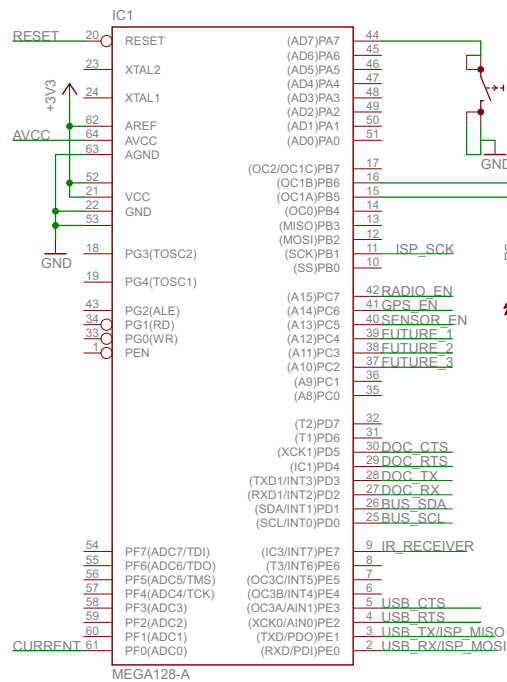 IC1
RESET 20 RESET (AD7)PA7 44
(AD6)PA6 45
23 XTAL2 (AD5)PA5 46
(AD4)PA4 47
+3V3 24 XTAL1 (AD3)PA3 48
(AD2)PA2 49
62 AREF (AD1)PA1 50
AVCC 64 AVCC (AD0)PA0 51
63 AGND
GND
(OC2/OC1C)PB7 17
52 (OC1B)PB6 16
21 VCC (OC1A)PB5 15
22 GND (OC0)PB4 14
53 (MISO)PB3 13
(MOSI)PB2 12
18 PG3(TOSC2) (SCK)PB1 11 ISP_SCK
GND (SS)PB0 10
19 PG4(TOSC1)
(A15)PC7 42 RADIO_EN
43 PG2(ALE) (A14)PC6 41 GPS_EN
34 PG1(RD) (A13)PC5 40 SENSOR_EN
33 PG0(WR) (A12)PC4 39 FUTURE_1
1 PEN (A11)PC3 38 FUTURE_2
(A10)PC2 37 FUTURE_3
(A9)PC1 36
(A8)PC0 35
(T2)PD7 32
(T1)PD6 31
(XCK1)PD5 30 DOC_CTS
(IC1)PD4 29 DOC_RTS
(TXD1/INT3)PD3 28 DOC_TX
(RXD1/INT2)PD2 27 DOC_RX
(SDA/INT1)PD1 26 BUS_SDA
(SCL/INT0)PD0 25 BUS_SCL
54 PF7(ADC7/TDI) (IC3/INT7)PE7 9 IR_RECEIVER
55 PF6(ADC6/TDO) (T3/INT6)PE6 8
56 PF5(ADC5/TMS) (OC3C/INT5)PE5 7
57 PF4(ADC4/TCK) (OC3B/INT4)PE4 6
58 PF3(ADC3) (OC3A/AIN1)PE3 5 USB_CTS
59 PF2(ADC2) (XCK0/AIN0)PE2 4 USB_RTS
60 PF1(ADC1) (TXD/PDO)PE1 3 USB_TX/ISP_MISO
CURRENT 61 PF0(ADC0) (RXD/PDI)PE0 2 USB_RX/ISP_MOSI
MEGA128-A